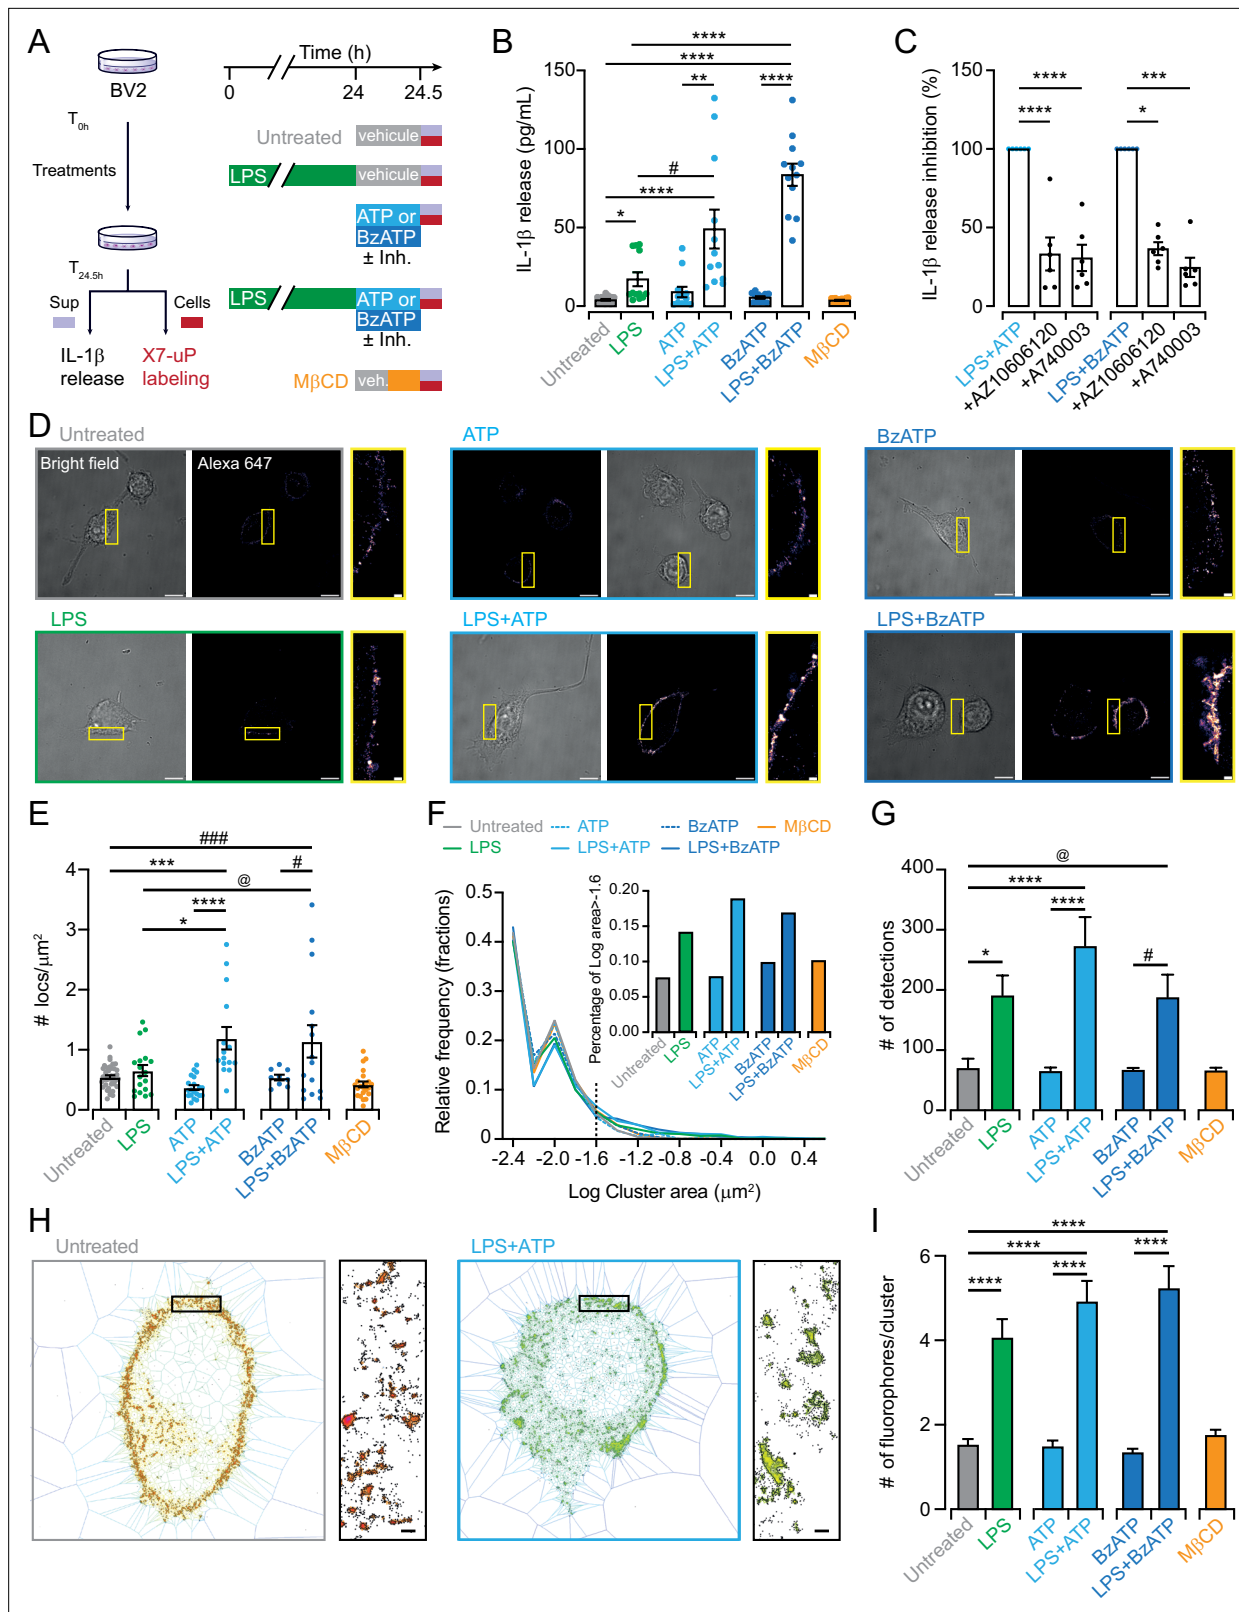 A
BV2
T0h
Treatments
T24.5h
Sup
Cells
IL-1β
release
X7-uP
labeling
Time (h)
0
24
24.5
Untreated
vehicule
LPS
vehicule
ATP or
BzATP
± Inh.
LPS
ATP or
BzATP
± Inh.
MβCD
veh.
B
****
****
**
****
#
****
*
IL-1β release (pg/mL)
150
100
50
0
Untreated
LPS
ATP
LPS+ATP
BzATP
LPS+BzATP
MβCD
C
****
***
****
*
IL-1β release inhibition (%)
150
100
50
0
LPS+ATP
+AZ10606120
+A740003
LPS+BzATP
+AZ10606120
+A740003
D
Untreated
Bright field
Alexa 647
ATP
BzATP
LPS
LPS+ATP
LPS+BzATP
E
###
***
#
@
****
*
# locs/μm2
4
3
2
1
0
Untreated
LPS
ATP
LPS+ATP
BzATP
LPS+BzATP
MβCD
F
Untreated
ATP
BzATP
MβCD
LPS
LPS+ATP
LPS+BzATP
Relative frequency (fractions)
0.5
0.4
0.3
0.2
0.1
0
-2.4
-2.0
-1.6
-1.2
-0.8
-0.4
0.0
0.4
Log Cluster area (μm2)
Percentage of Log area>-1.6
0.20
0.15
0.10
0.05
0.00
Untreated
LPS
ATP
LPS+ATP
BzATP
LPS+BzATP
MβCD
G
@
****
****
*
#
# of detections
400
300
200
100
0
Untreated
LPS
ATP
LPS+ATP
BzATP
LPS+BzATP
MβCD
H
Untreated
LPS+ATP
I
****
****
****
****
****
# of fluorophores/cluster
6
4
2
0
Untreated
LPS
ATP
LPS+ATP
BzATP
LPS+BzATP
MβCD